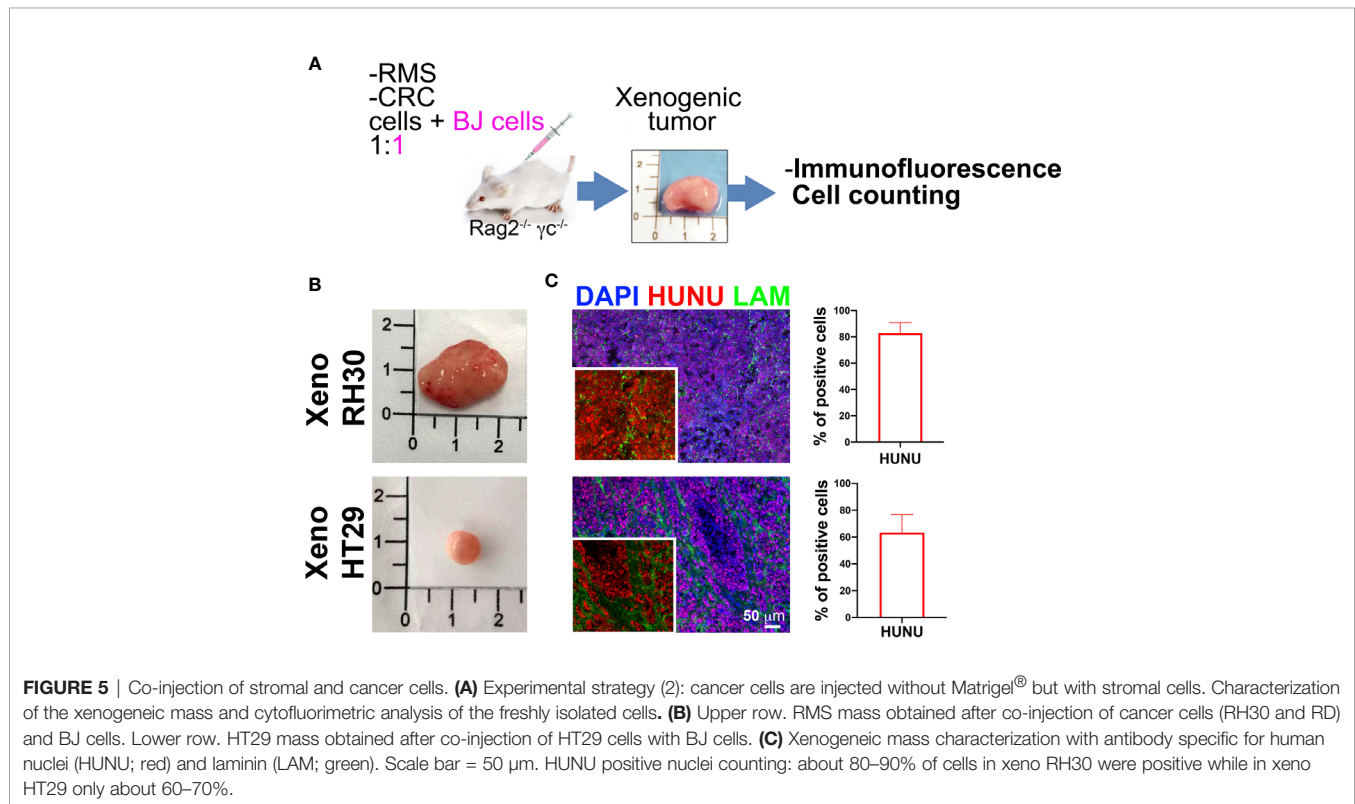 A
-RMS
-CRC
cells + BJ cells
1:1
Rag2-/- γc-/-
Xenogenic
tumor
2
1
0
0 1 2
-Immunofluorescence
Cell counting
B
Xeno
RH30
2
1
0
0 1 2
Xeno
HT29
2
1
0
0 1 2
C
DAPI HUNU LAM
50 μm
% of positive cells
100
80
60
40
20
0
HUNU
% of positive cells
100
80
60
40
20
0
HUNU
FIGURE 5 | Co-injection of stromal and cancer cells. (A) Experimental strategy (2): cancer cells are injected without Matrigel® but with stromal cells. Characterization
of the xenogeneic mass and cytofluorimetric analysis of the freshly isolated cells. (B) Upper row. RMS mass obtained after co-injection of cancer cells (RH30 and RD)
and BJ cells. Lower row. HT29 mass obtained after co-injection of HT29 cells with BJ cells. (C) Xenogeneic mass characterization with antibody specific for human
nuclei (HUNU; red) and laminin (LAM; green). Scale bar = 50 µm. HUNU positive nuclei counting: about 80–90% of cells in xeno RH30 were positive while in xeno
HT29 only about 60–70%.